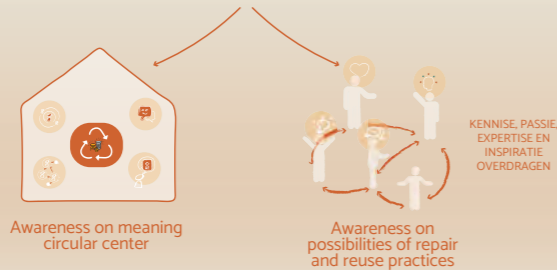 KENNISE, PASSIE,
EXPERTISE EN
INSPIRATIE
OVERDRAGEN
Awareness on meaning
circular center
Awareness on
possibilities of repair
and reuse practices